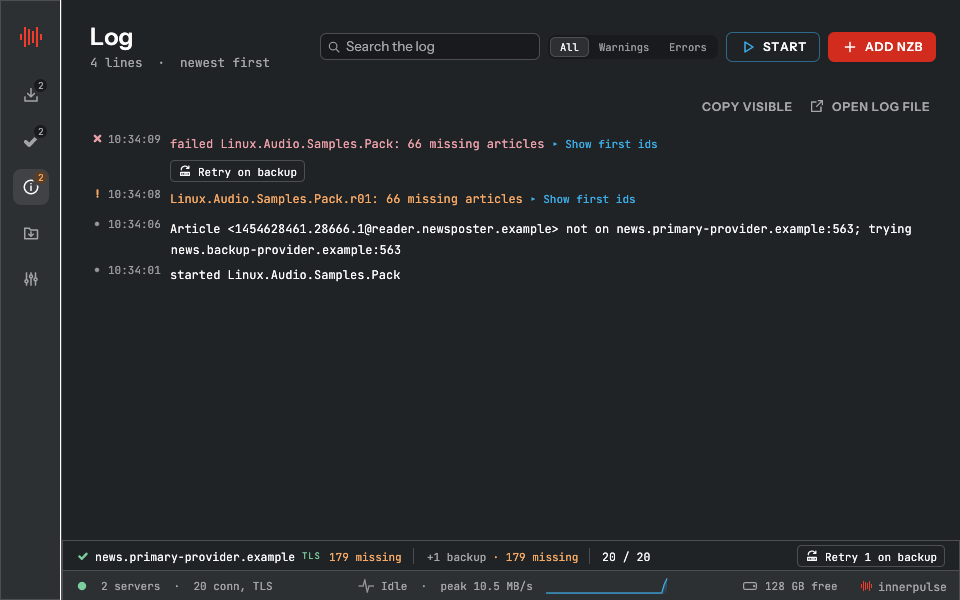 Log
4 lines · newest first
Search the log
All Warnings Errors
START
ADD NZB
2
2
2
COPY VISIBLE
OPEN LOG FILE
10:34:09 failed Linux.Audio.Samples.Pack: 66 missing articles ▸ Show first ids
Retry on backup
! 10:34:08 Linux.Audio.Samples.Pack.r01: 66 missing articles ▸ Show first ids
• 10:34:06 Article <1454628461.28666.1@reader.newsposter.example> not on news.primary-provider.example:563; trying
news.backup-provider.example:563
• 10:34:01 started Linux.Audio.Samples.Pack
news.primary-provider.example TLS 179 missing +1 backup · 179 missing 20 / 20 Retry 1 on backup
2 servers · 20 conn, TLS Idle · peak 10.5 MB/s 128 GB free innerpulse